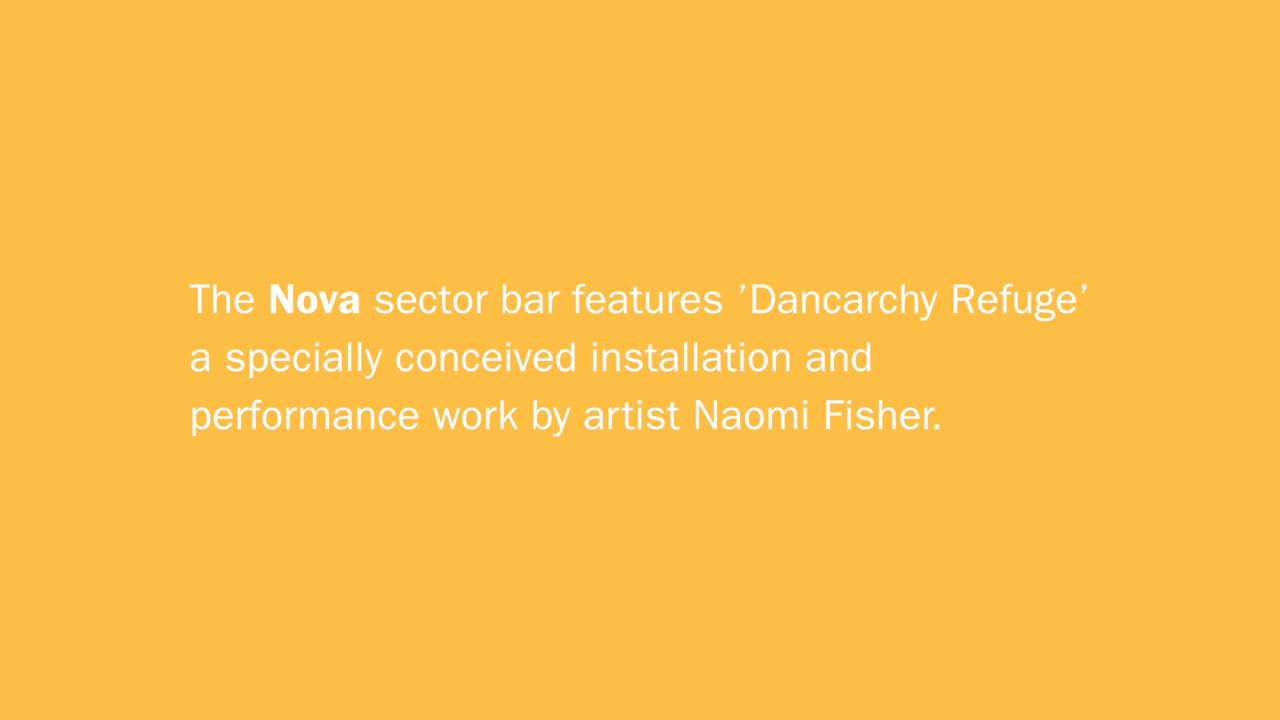 The Nova sector bar features ’Dancarchy Refuge’
a specially conceived installation and
performance work by artist Naomi Fisher.